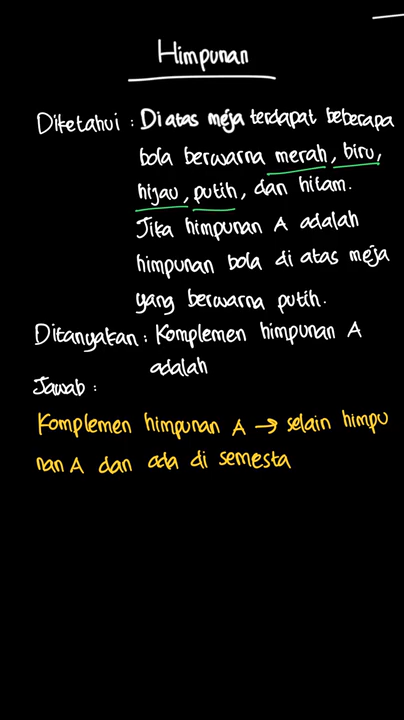 Himpunan
Diketahui : Di atas meja terdapat beberapa
bola berwarna merah, biru,
hijau, putih, dan hitam.
Jika himpunan A adalah
himpunan bola di atas meja
yang berwarna putih.
Ditanyakan : Komplemen himpunan A
adalah
Jawab :
Komplemen himpunan A → selain himpu
nan A dan ada di semesta